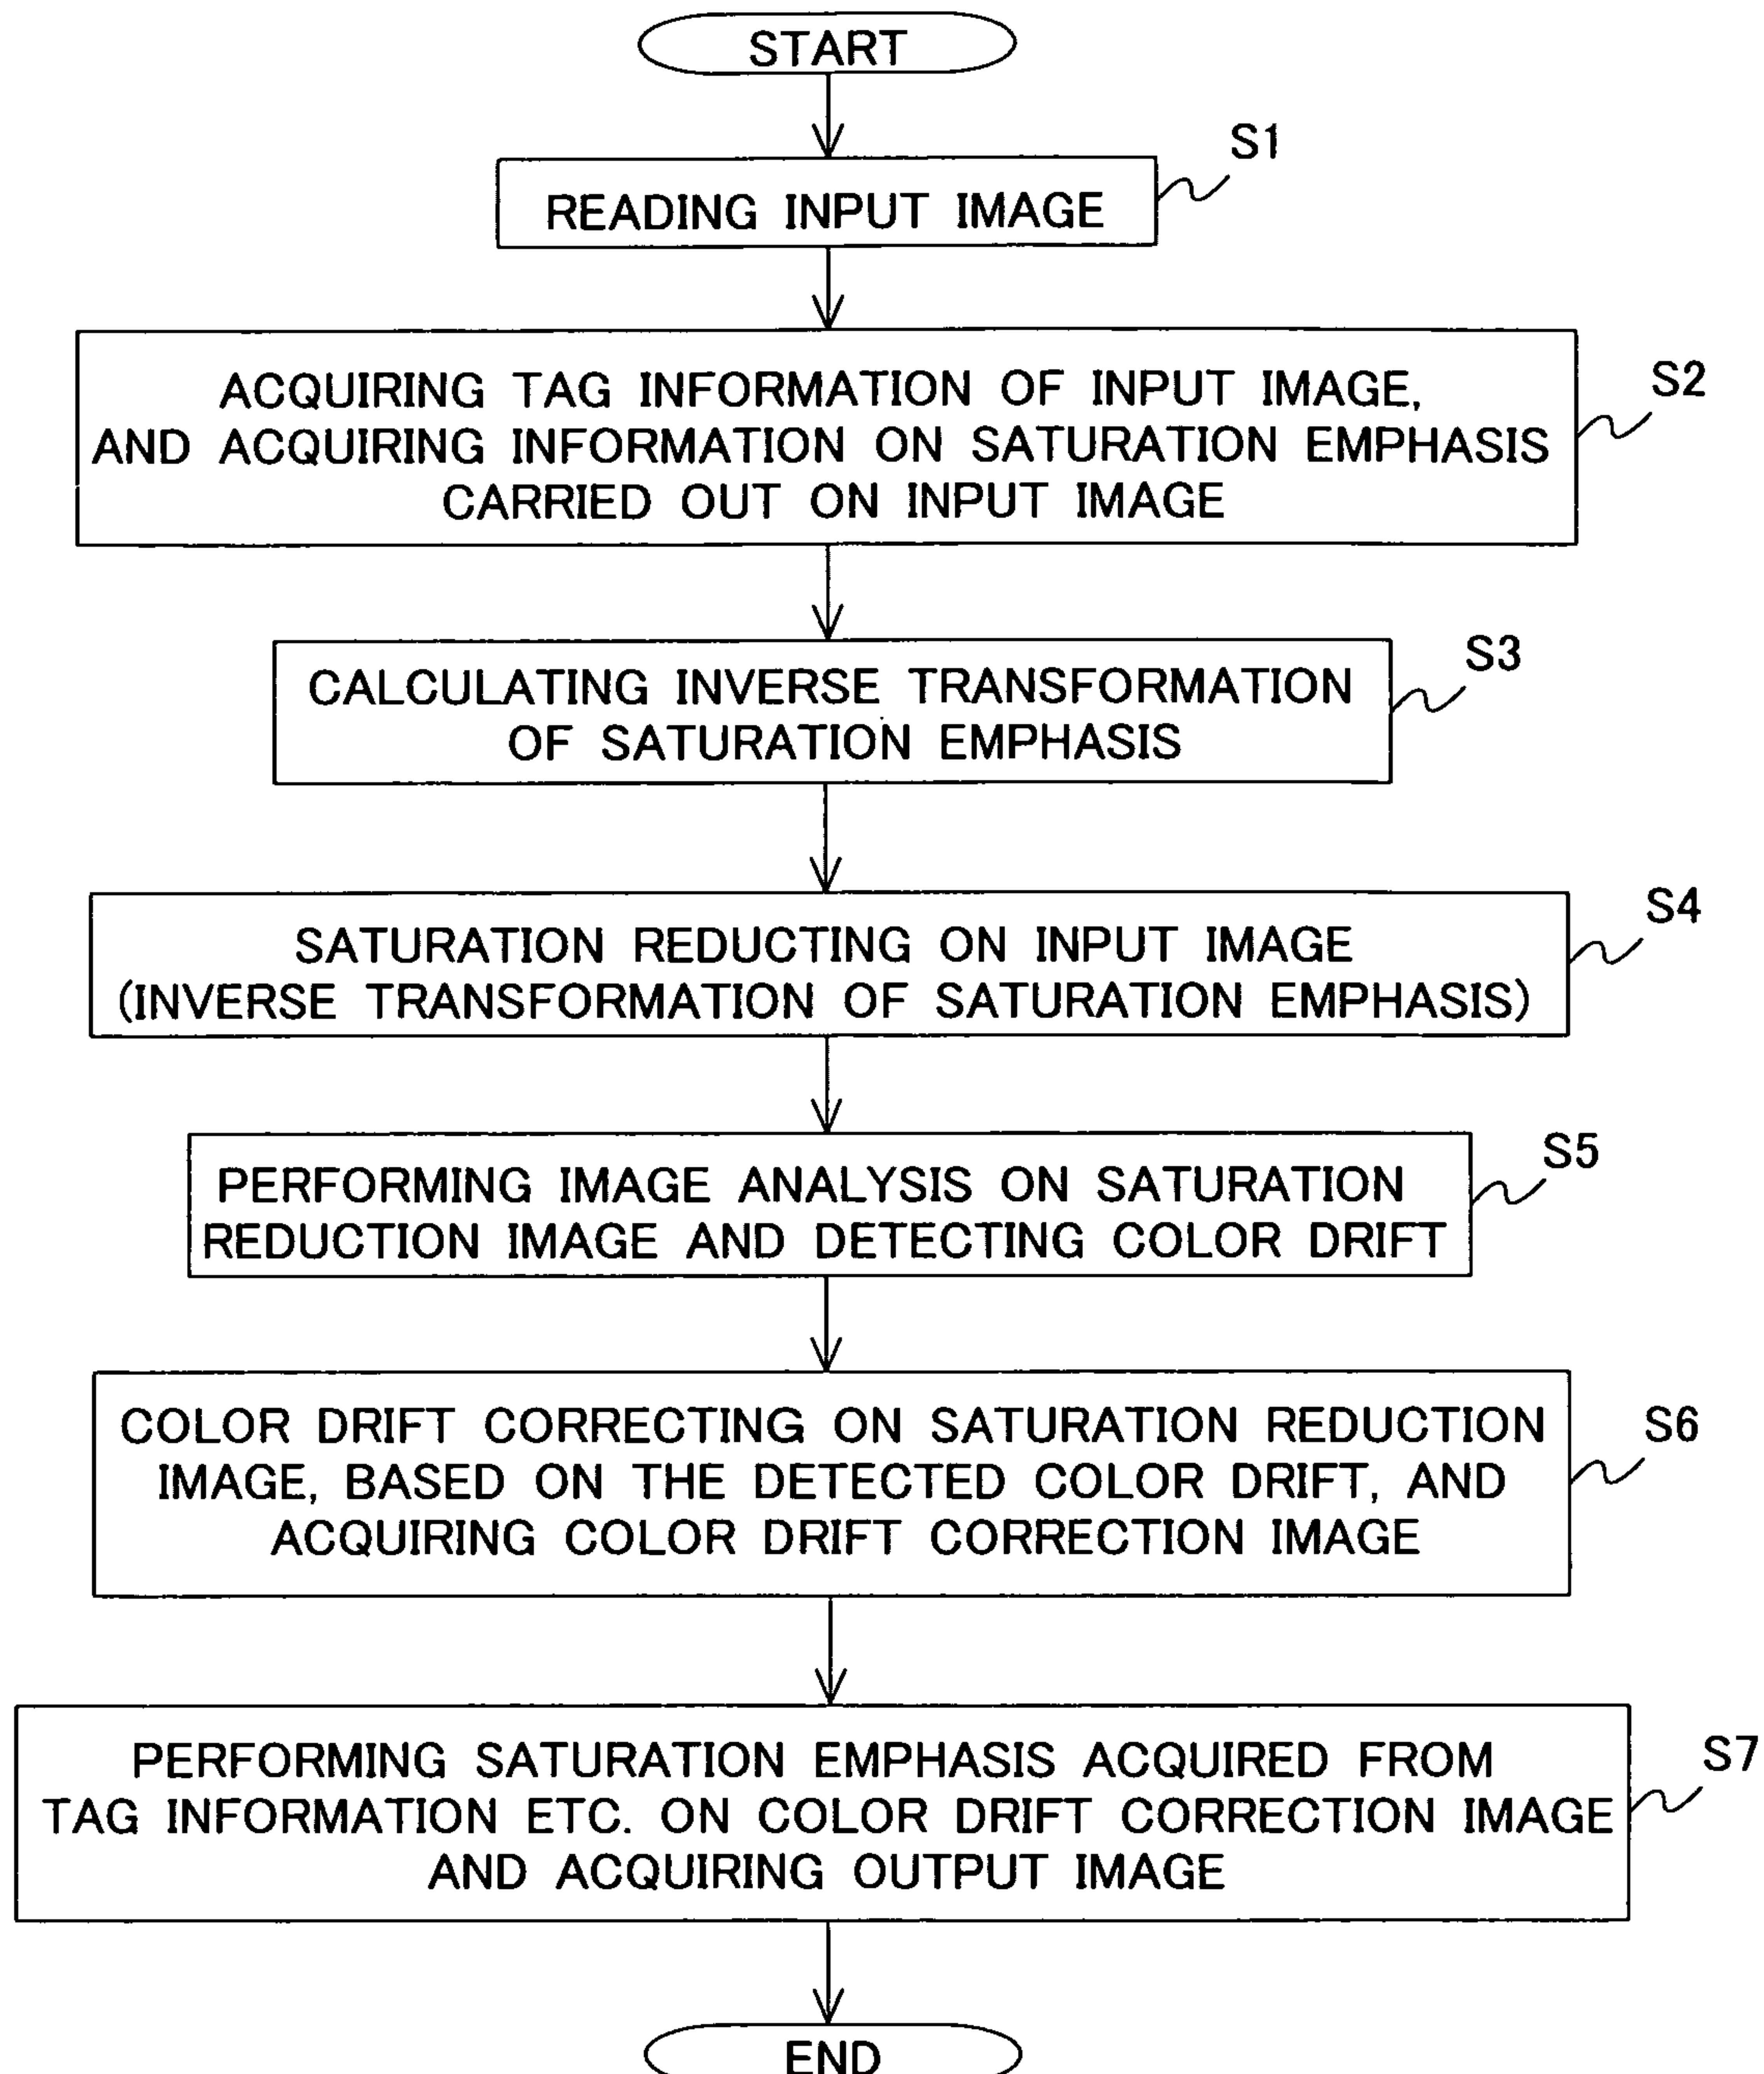 START
S1
READING INPUT IMAGE
S2
ACQUIRING TAG INFORMATION OF INPUT IMAGE,
AND ACQUIRING INFORMATION ON SATURATION EMPHASIS
CARRIED OUT ON INPUT IMAGE
S3
CALCULATING INVERSE TRANSFORMATION
OF SATURATION EMPHASIS
S4
SATURATION REDUCTING ON INPUT IMAGE
(INVERSE TRANSFORMATION OF SATURATION EMPHASIS)
S5
PERFORMING IMAGE ANALYSIS ON SATURATION
REDUCTION IMAGE AND DETECTING COLOR DRIFT
S6
COLOR DRIFT CORRECTING ON SATURATION REDUCTION
IMAGE, BASED ON THE DETECTED COLOR DRIFT, AND
ACQUIRING COLOR DRIFT CORRECTION IMAGE
S7
PERFORMING SATURATION EMPHASIS ACQUIRED FROM
TAG INFORMATION ETC. ON COLOR DRIFT CORRECTION IMAGE
AND ACQUIRING OUTPUT IMAGE
END